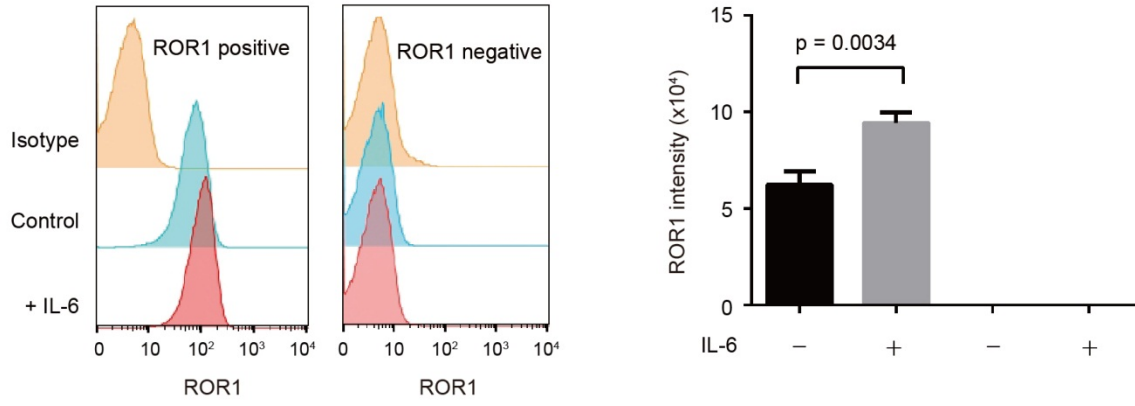 ROR1 positive
ROR1 negative
Isotype
Control
+ IL-6
0 10 10² 10³ 10⁴
0 10 10² 10³ 10⁴
ROR1
ROR1
15
10
5
0
ROR1 intensity (x10⁴)
p = 0.0034
IL-6 − + − +